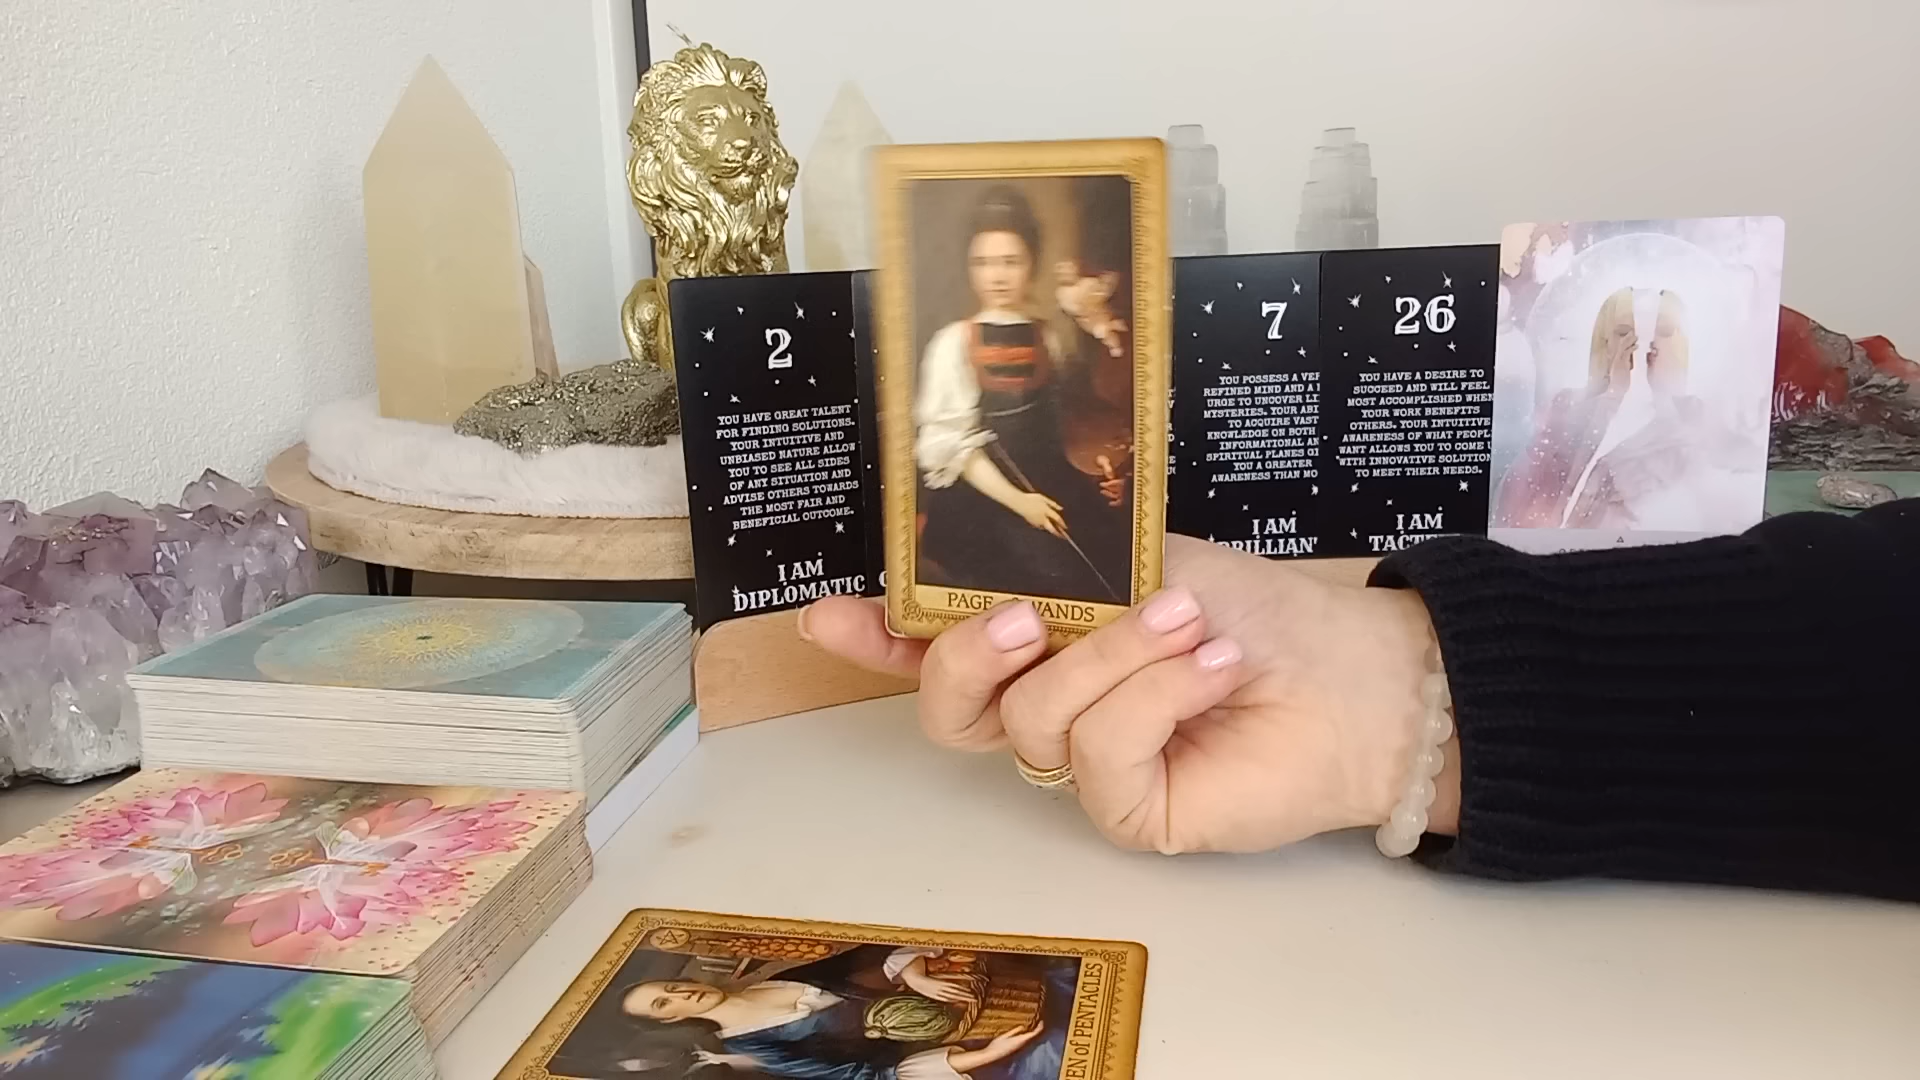 2
YOU HAVE GREAT TALENT
FOR FINDING SOLUTIONS.
YOUR INTUITIVE AND
UNBIASED NATURE ALLOW
YOU TO SEE ALL SIDES
OF ANY SITUATION AND
ADVISE OTHERS TOWARDS
THE MOST FAIR AND
BENEFICIAL OUTCOME.
I AM
DIPLOMATIC
PAGE WANDS
7
YOU POSSESS A
REFINED MIND AND A
URGE TO UNCOVER
MYSTERIES. YOUR
TO ACQUIRE VAST
KNOWLEDGE ON BOTH
INFORMATIONAL
SPIRITUAL PLANES
YOU A GREATER
AWARENESS THAN
I AM
26
YOU HAVE A DESIRE TO
SUCCEED AND WILL FEEL
MOST ACCOMPLISHED WHEN
YOUR WORK BENEFITS
OTHERS. YOUR INTUITIVE
AWARENESS OF WHAT
WANT ALLOWS YOU TO COME
WITH INNOVATIVE
TO MEET THEIR NEEDS.
I AM
of PENTACLES